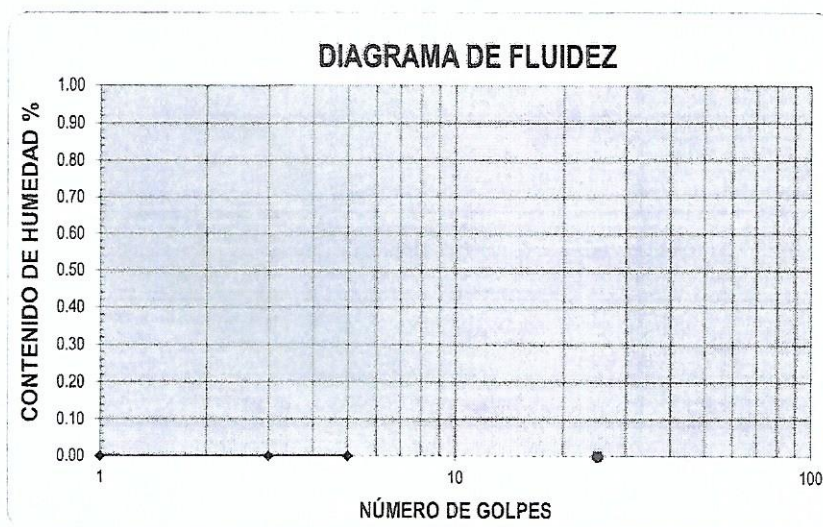 DIAGRAMA DE FLUIDEZ
CONTENIDO DE HUMEDAD %
1.00
0.90
0.80
0.70
0.60
0.50
0.40
0.30
0.20
0.10
0.00
1 10 100
NÚMERO DE GOLPES